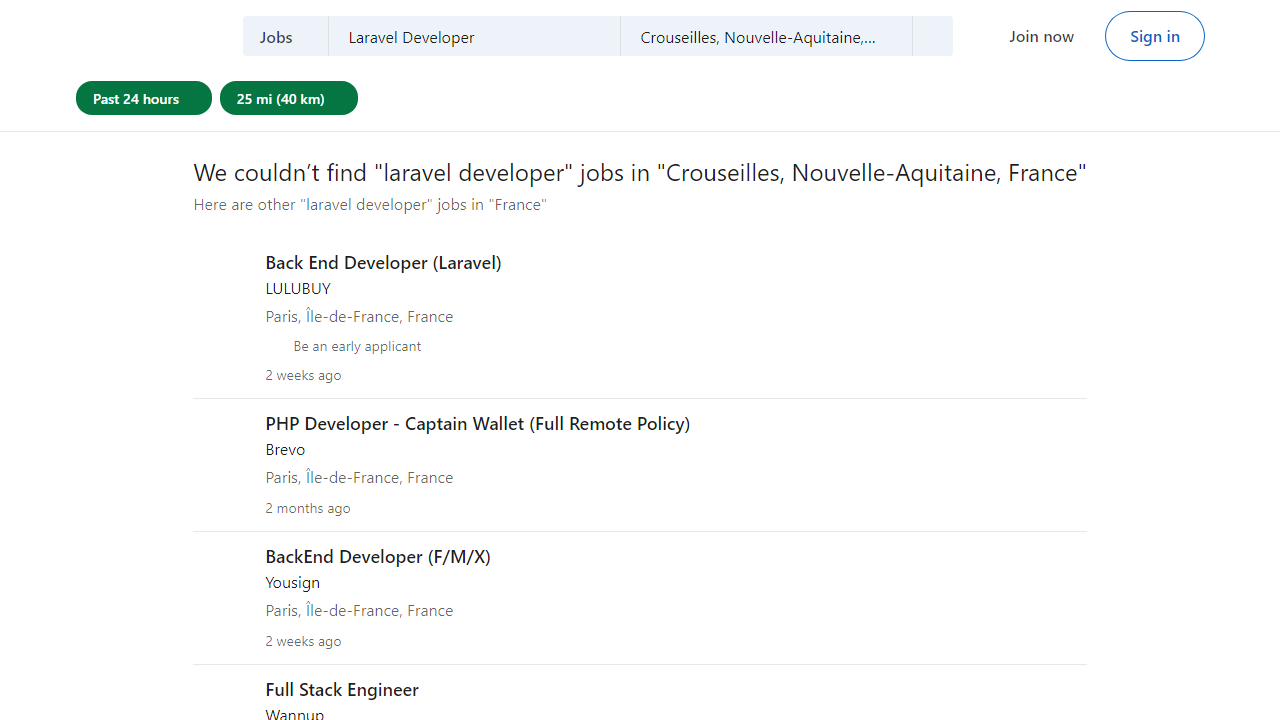 Jobs
Laravel Developer
Crouseilles, Nouvelle-Aquitaine,...
Join now
Sign in
Past 24 hours
25 mi (40 km)
We couldn’t find "laravel developer" jobs in "Crouseilles, Nouvelle-Aquitaine, France"
Here are other "laravel developer" jobs in "France"
Back End Developer (Laravel)
LULUBUY
Paris, Île-de-France, France
Be an early applicant
2 weeks ago
PHP Developer - Captain Wallet (Full Remote Policy)
Brevo
Paris, Île-de-France, France
2 months ago
BackEnd Developer (F/M/X)
Yousign
Paris, Île-de-France, France
2 weeks ago
Full Stack Engineer
Wannup